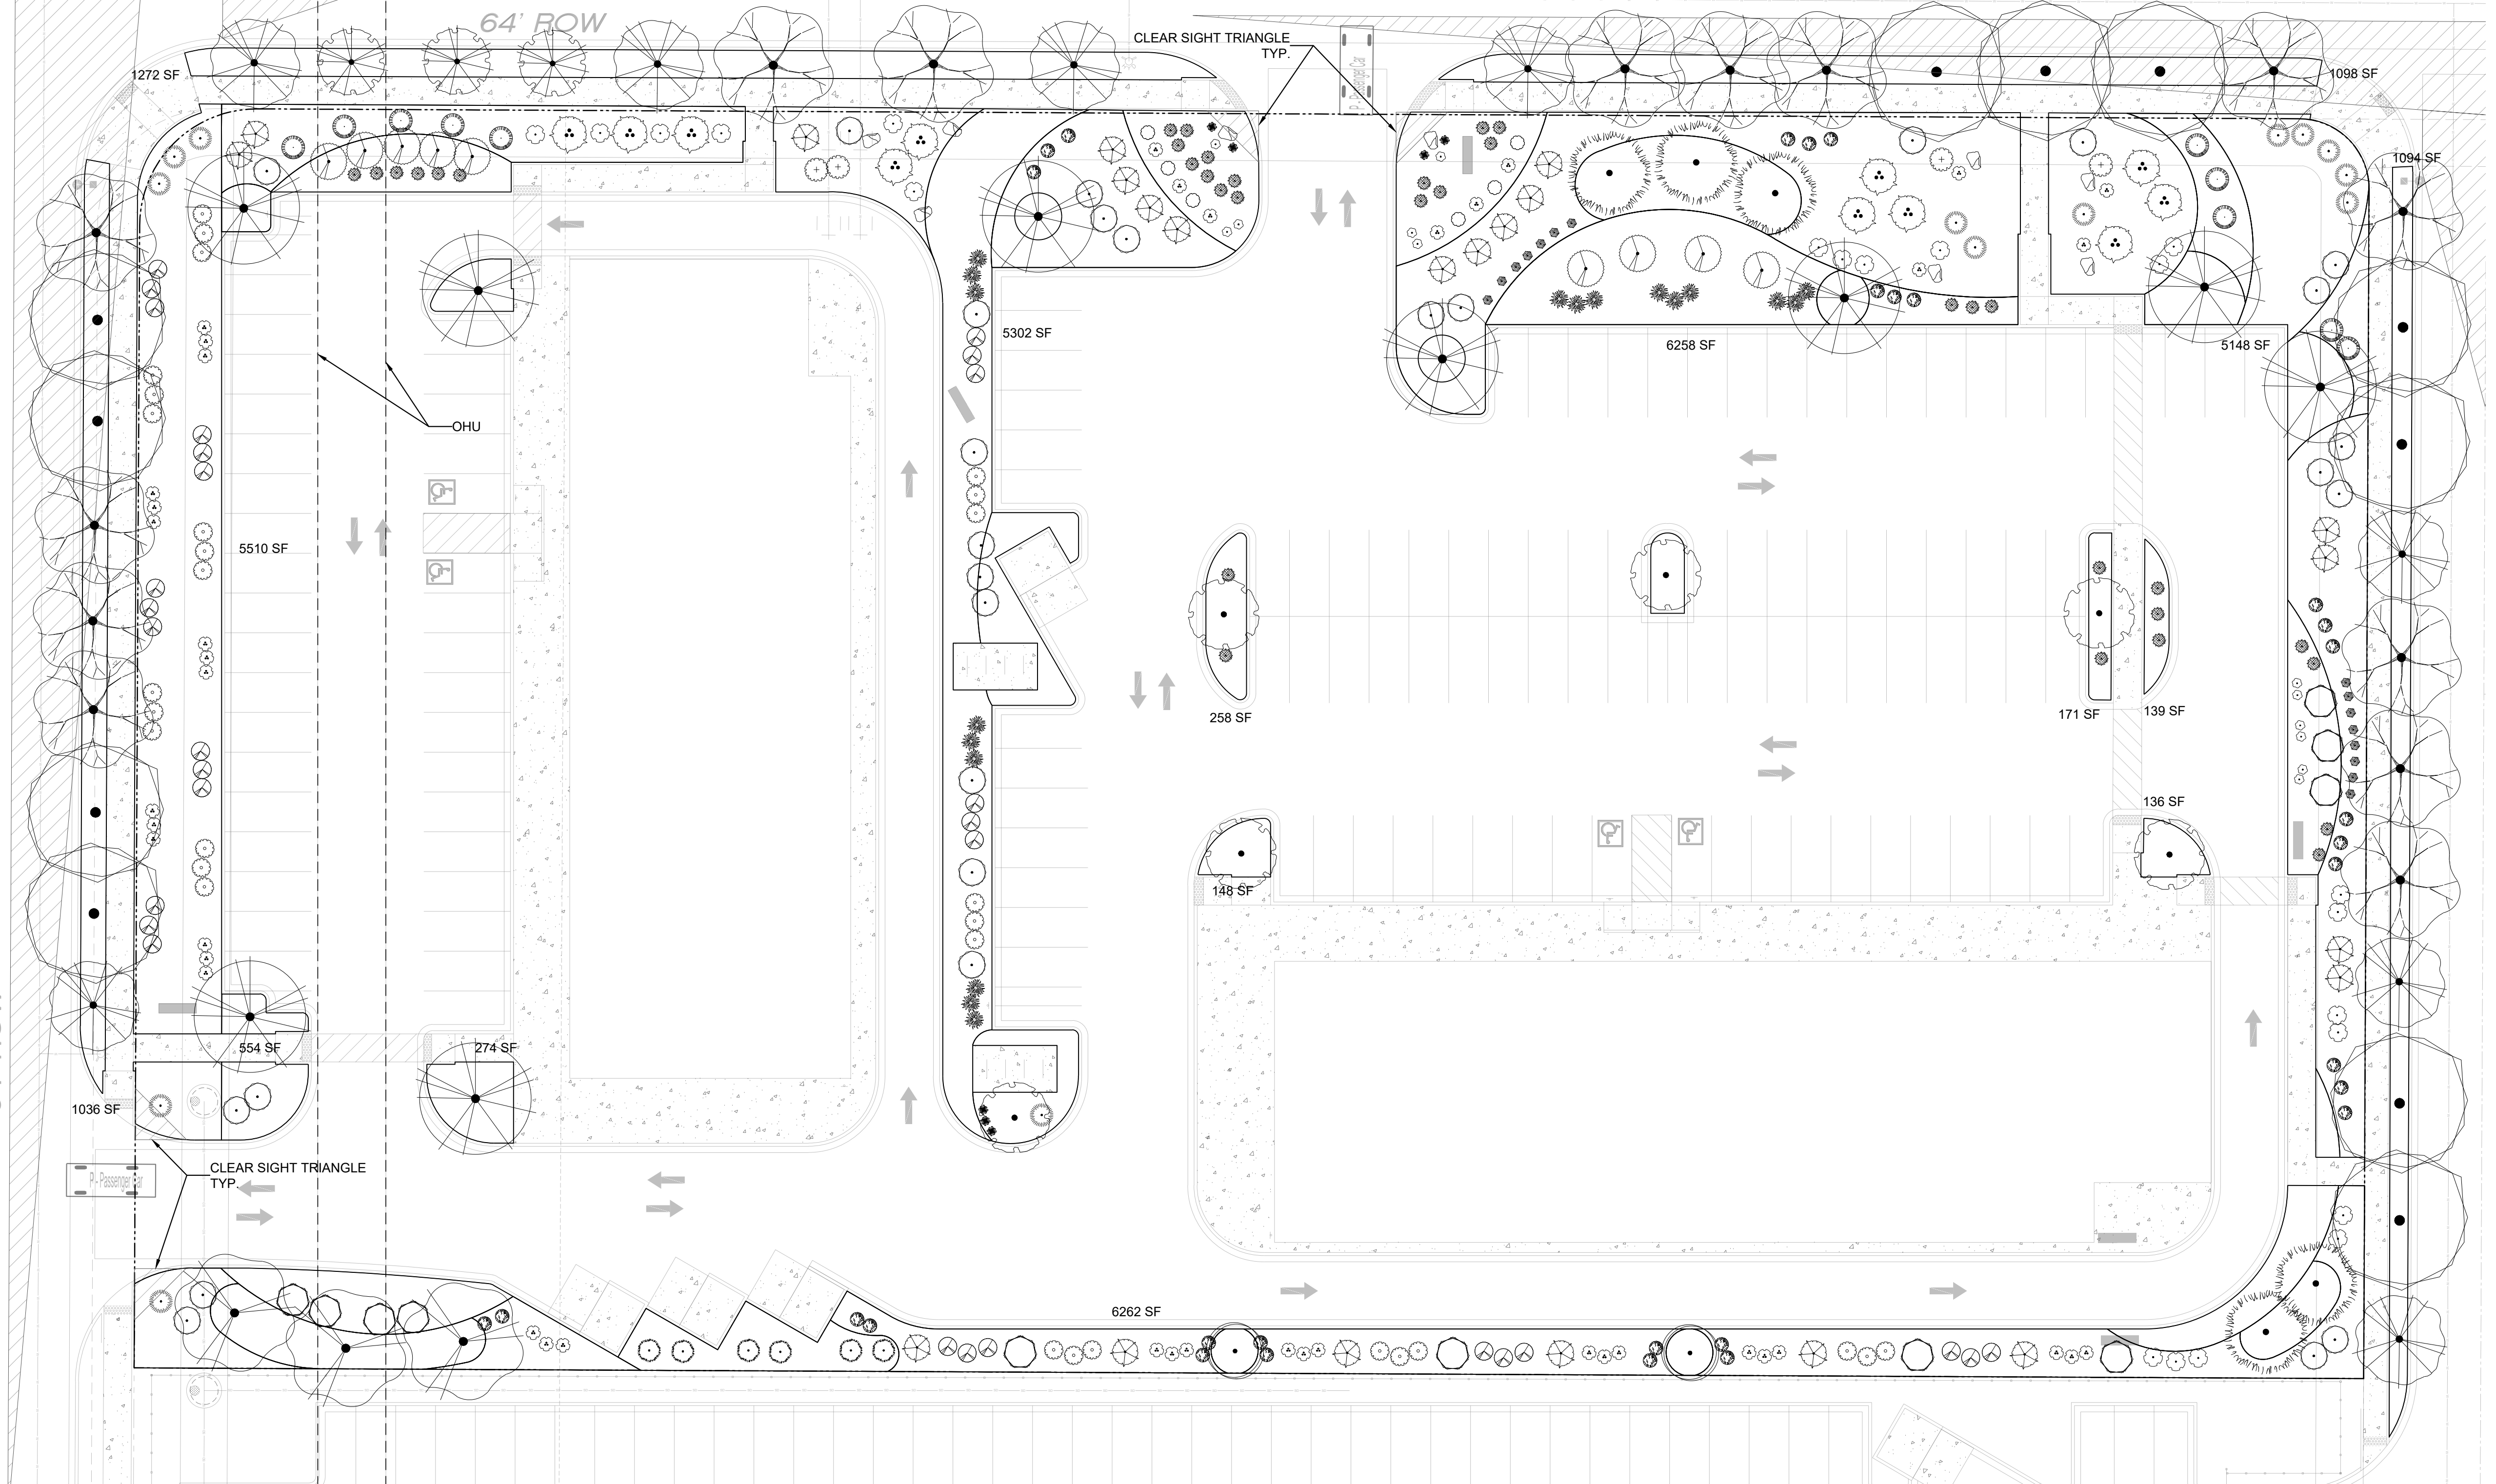 64' ROW
CLEAR SIGHT TRIANGLE
TYP.
1272 SF
1098 SF
1094 SF
5302 SF
6258 SF
5148 SF
OHU
5510 SF
258 SF
171 SF
139 SF
136 SF
148 SF
554 SF
274 SF
1036 SF
CLEAR SIGHT TRIANGLE
TYP.
P - Passenger Car
6262 SF